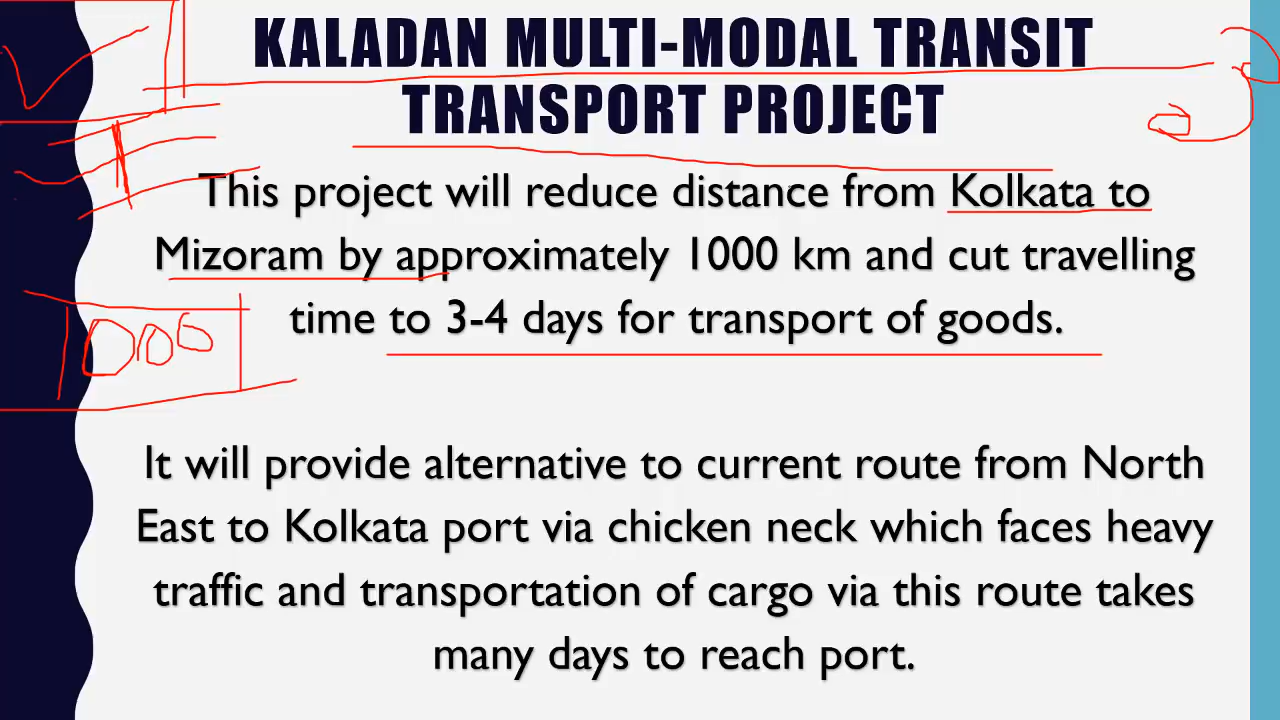 KALADAN MULTI-MODAL TRANSIT
TRANSPORT PROJECT
This project will reduce distance from Kolkata to
Mizoram by approximately 1000 km and cut travelling
time to 3-4 days for transport of goods.
1000
It will provide alternative to current route from North
East to Kolkata port via chicken neck which faces heavy
traffic and transportation of cargo via this route takes
many days to reach port.